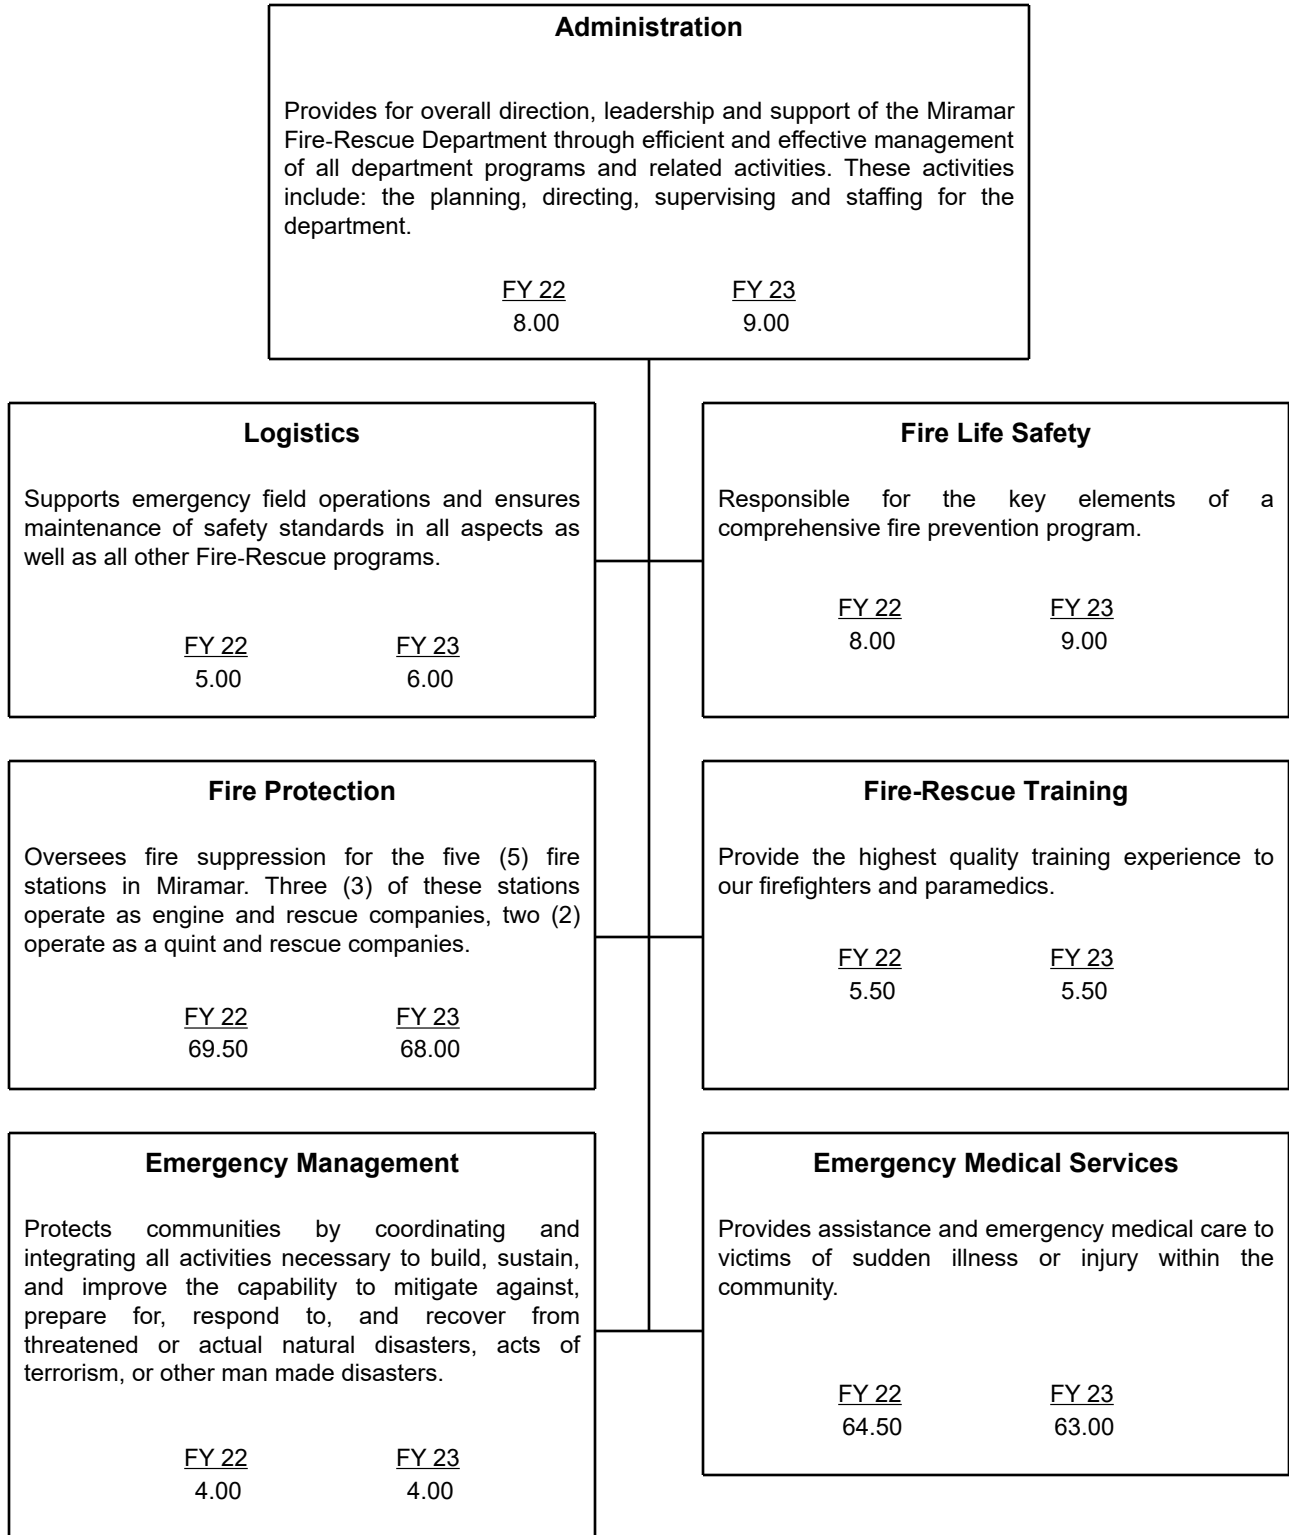 Administration
Provides for overall direction, leadership and support of the Miramar
Fire-Rescue Department through efficient and effective management
of all department programs and related activities. These activities
include: the planning, directing, supervising and staffing for the
department.
FY 22 FY 23
8.00 9.00
Logistics
Supports emergency field operations and ensures
maintenance of safety standards in all aspects as
well as all other Fire-Rescue programs.
FY 22 FY 23
5.00 6.00
Fire Life Safety
Responsible for the key elements of a
comprehensive fire prevention program.
FY 22 FY 23
8.00 9.00
Fire Protection
Oversees fire suppression for the five (5) fire
stations in Miramar. Three (3) of these stations
operate as engine and rescue companies, two (2)
operate as a quint and rescue companies.
FY 22 FY 23
69.50 68.00
Fire-Rescue Training
Provide the highest quality training experience to
our firefighters and paramedics.
FY 22 FY 23
5.50 5.50
Emergency Management
Protects communities by coordinating and
integrating all activities necessary to build, sustain,
and improve the capability to mitigate against,
prepare for, respond to, and recover from
threatened or actual natural disasters, acts of
terrorism, or other man made disasters.
FY 22 FY 23
4.00 4.00
Emergency Medical Services
Provides assistance and emergency medical care to
victims of sudden illness or injury within the
community.
FY 22 FY 23
64.50 63.00